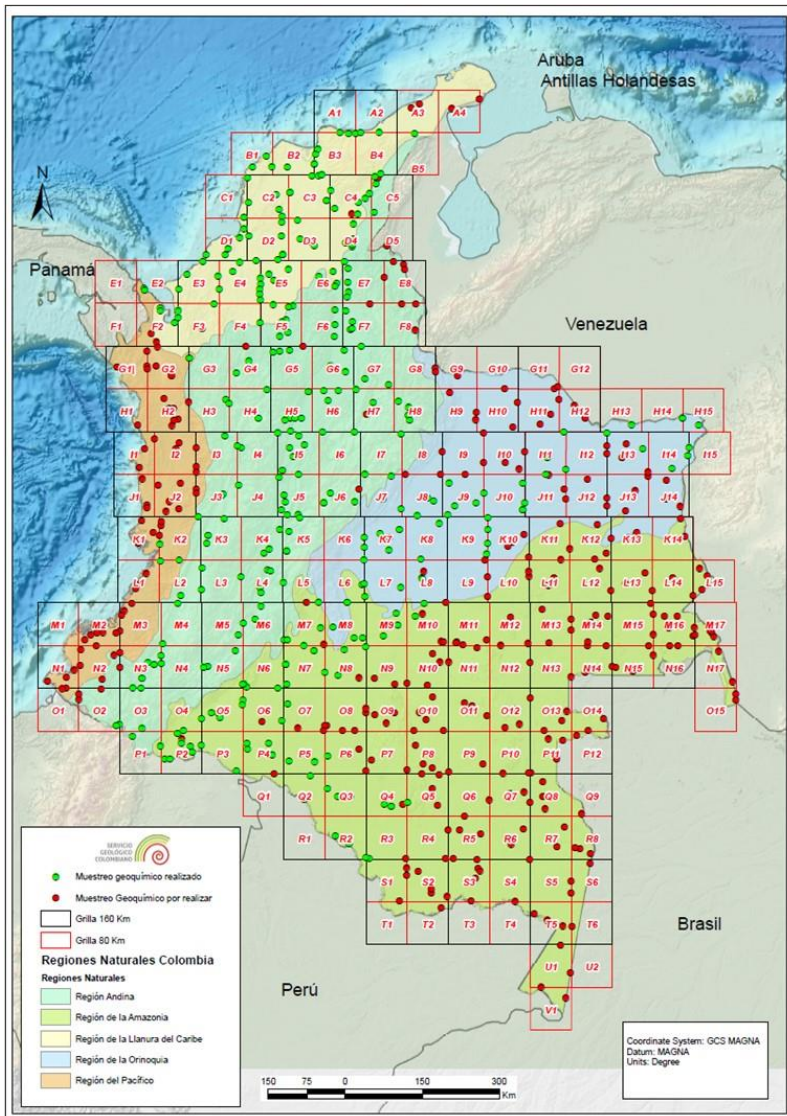 Aruba
Antillas Holandesas
A1 A2 A3 A4
B1 B2 B3 B4 B5
N
C1 C2 C3 C4 C5
D1 D2 D3 D4 D5
Panamá
E1 E2 E3 E4 E5 E6 E7 E8
F1 F2 F3 F4 F5 F6 F7 F8
Venezuela
G1 G2 G3 G4 G5 G6 G7 G8 G9 G10 G11 G12
H1 H2 H3 H4 H5 H6 H7 H8 H9 H10 H11 H12 H13 H14 H15
I1 I2 I3 I4 I5 I6 I7 I8 I9 I10 I11 I12 I13 I14 I15
J1 J2 J3 J4 J5 J6 J7 J8 J9 J10 J11 J12 J13 J14
K1 K2 K3 K4 K5 K6 K7 K8 K9 K10 K11 K12 K13 K14
L1 L2 L3 L4 L5 L6 L7 L8 L9 L10 L11 L12 L13 L14 L15
M1 M2 M3 M4 M5 M6 M7 M8 M9 M10 M11 M12 M13 M14 M15 M16 M17
N1 N2 N3 N4 N5 N6 N7 N8 N9 N10 N11 N12 N13 N14 N15 N16 N17
O1 O2 O3 O4 O5 O6 O7 O8 O9 O10 O11 O12 O13 O14 O15
P1 P2 P3 P4 P5 P6 P7 P8 P9 P10 P11 P12
Q1 Q2 Q3 Q4 Q5 Q6 Q7 Q8 Q9
R1 R2 R3 R4 R5 R6 R7 R8
S1 S2 S3 S4 S5 S6
T1 T2 T3 T4 T5 T6
U1 U2
V1
Brasil
Perú
SERVICIO
GEOLÓGICO
COLOMBIANO
Muestreo geoquímico realizado
Muestreo Geoquímico por realizar
Grilla 160 Km
Grilla 80 Km
Regiones Naturales Colombia
Regiones Naturales
Región Andina
Región de la Amazonia
Región de la Llanura del Caribe
Región de la Orinoquia
Región del Pacífico
150 75 0 150 300
Km
Coordinate System: GCS MAGNA
Datum: MAGNA
Units: Degree